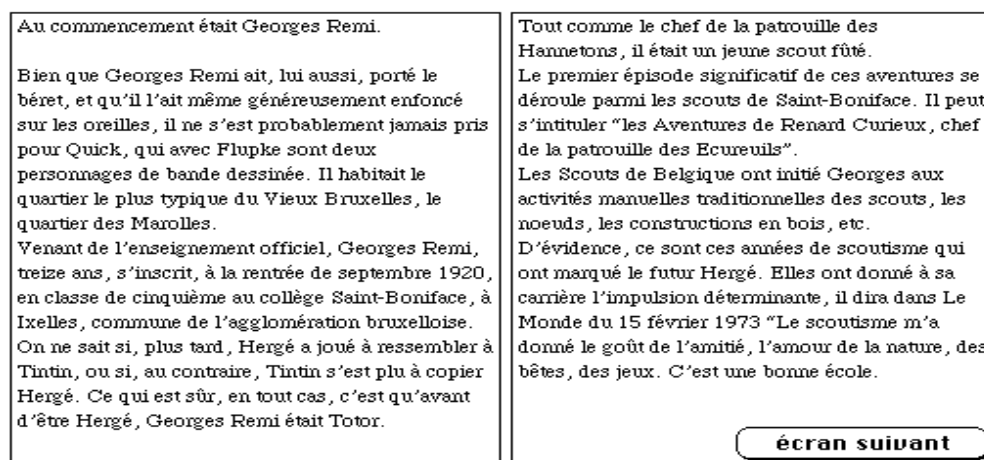 Au commencement était Georges Remi.
Bien que Georges Remi ait, lui aussi, porté le
béret, et qu'il l'ait même généreusement enfoncé
sur les oreilles, il ne s'est probablement jamais pris
pour Quick, qui avec Flupke sont deux
personnages de bande dessinée. Il habitait le
quartier le plus typique du Vieux Bruxelles, le
quartier des Marolles.
Venant de l'enseignement officiel, Georges Remi,
treize ans, s'inscrit, à la rentrée de septembre 1920,
en classe de cinquième au collège Saint-Boniface, à
Ixelles, commune de l'agglomération bruxelloise.
On ne sait si, plus tard, Hergé a joué à ressembler à
Tintin, ou si, au contraire, Tintin s'est plu à copier
Hergé. Ce qui est sûr, en tout cas, c'est qu'avant
d'être Hergé, Georges Remi était Totor.
Tout comme le chef de la patrouille des
Hannetons, il était un jeune scout fûté.
Le premier épisode significatif de ces aventures se
déroule parmi les scouts de Saint-Boniface. Il peut
s'intituler "les Aventures de Renard Curieux, chef
de la patrouille des Ecureuils".
Les Scouts de Belgique ont initié Georges aux
activités manuelles traditionnelles des scouts, les
noeuds, les constructions en bois, etc.
D'évidence, ce sont ces années de scoutisme qui
ont marqué le futur Hergé. Elles ont donné à sa
carrière l'impulsion déterminante, il dira dans Le
Monde du 15 février 1973 "Le scoutisme m'a
donné le goût de l'amitié, l'amour de la nature, des
bêtes, des jeux. C'est une bonne école.
écran suivant